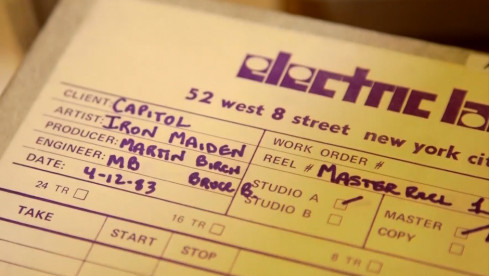 electric la
52 west 8 street new york cit
CLIENT: CAPITOL
ARTIST: IRON MAIDEN
PRODUCER: MARTIN BIRCH
ENGINEER: MB BRUCE B.
DATE: 4-12-83
WORK ORDER #
REEL # MASTER REEL 1
STUDIO A
STUDIO B
MASTER
COPY
24 TR
16 TR
8 TR
TAKE START STOP